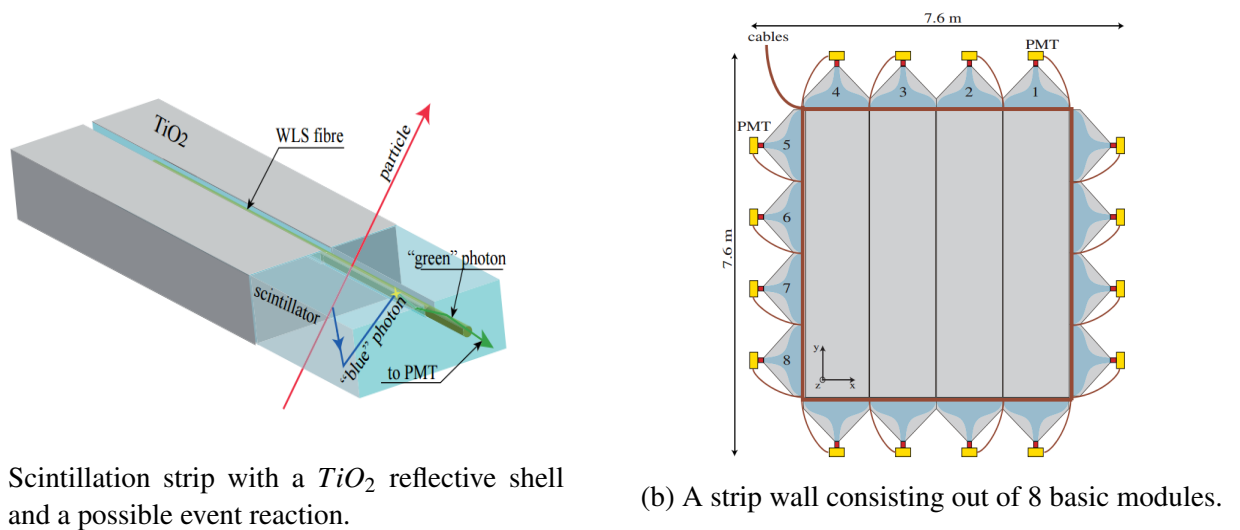 TiO2
WLS fibre
particle
"green" photon
scintillator
"blue" photon
to PMT
Scintillation strip with a TiO2 reflective shell
and a possible event reaction.
7.6 m
cables
PMT
4
3
2
1
PMT
5
6
7
8
7.6 m
y
z
x
(b) A strip wall consisting out of 8 basic modules.